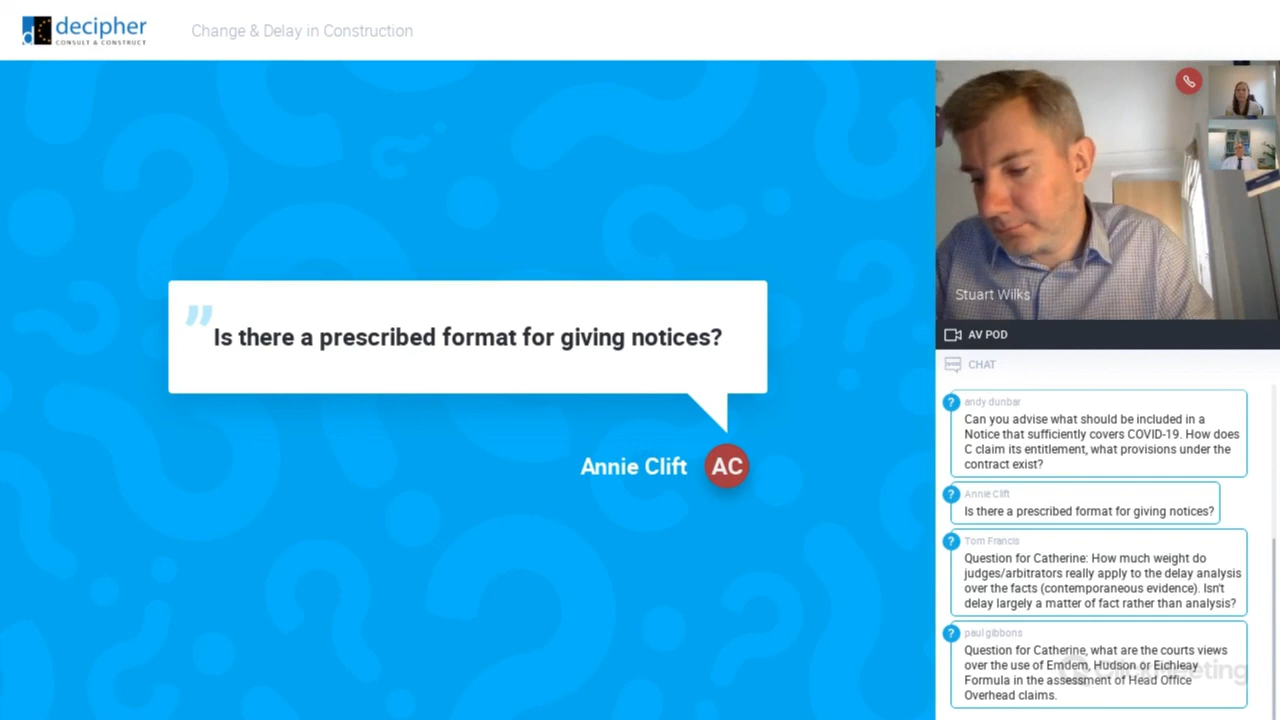 decipher
CONSULT & CONSTRUCT
Change & Delay in Construction
Is there a prescribed format for giving notices?
Annie Clift
AC
Stuart Wilks
AV POD
CHAT
andy dunbar
Can you advise what should be included in a
Notice that sufficiently covers COVID-19. How does
C claim its entitlement, what provisions under the
contract exist?
Annie Clift
Is there a prescribed format for giving notices?
Tom Francis
Question for Catherine: How much weight do
judges/arbitrators really apply to the delay analysis
over the facts (contemporaneous evidence). Isn't
delay largely a matter of fact rather than analysis?
paul gibbons
Question for Catherine, what are the courts views
over the use of Emdem, Hudson or Eichleay
Formula in the assessment of Head Office
Overhead claims.